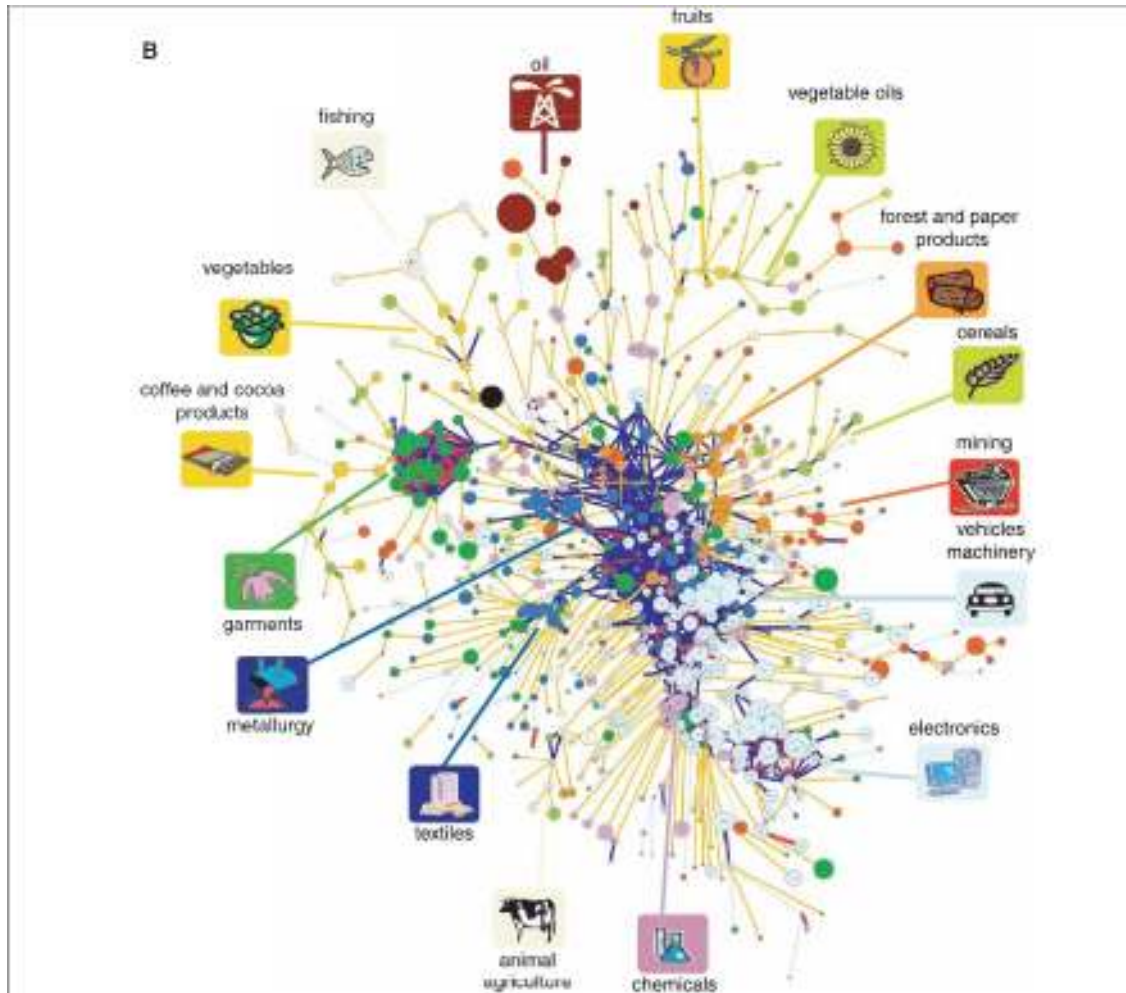 B
fruits
oil
vegetable oils
fishing
forest and paper
products
vegetables
cereals
coffee and cocoa
products
mining
vehicles
machinery
garments
metallurgy
electronics
textiles
animal
agriculture
chemicals